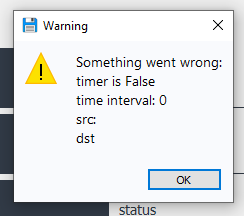 Warning
Something went wrong:
timer is False
time interval: 0
src:
dst
OK
status